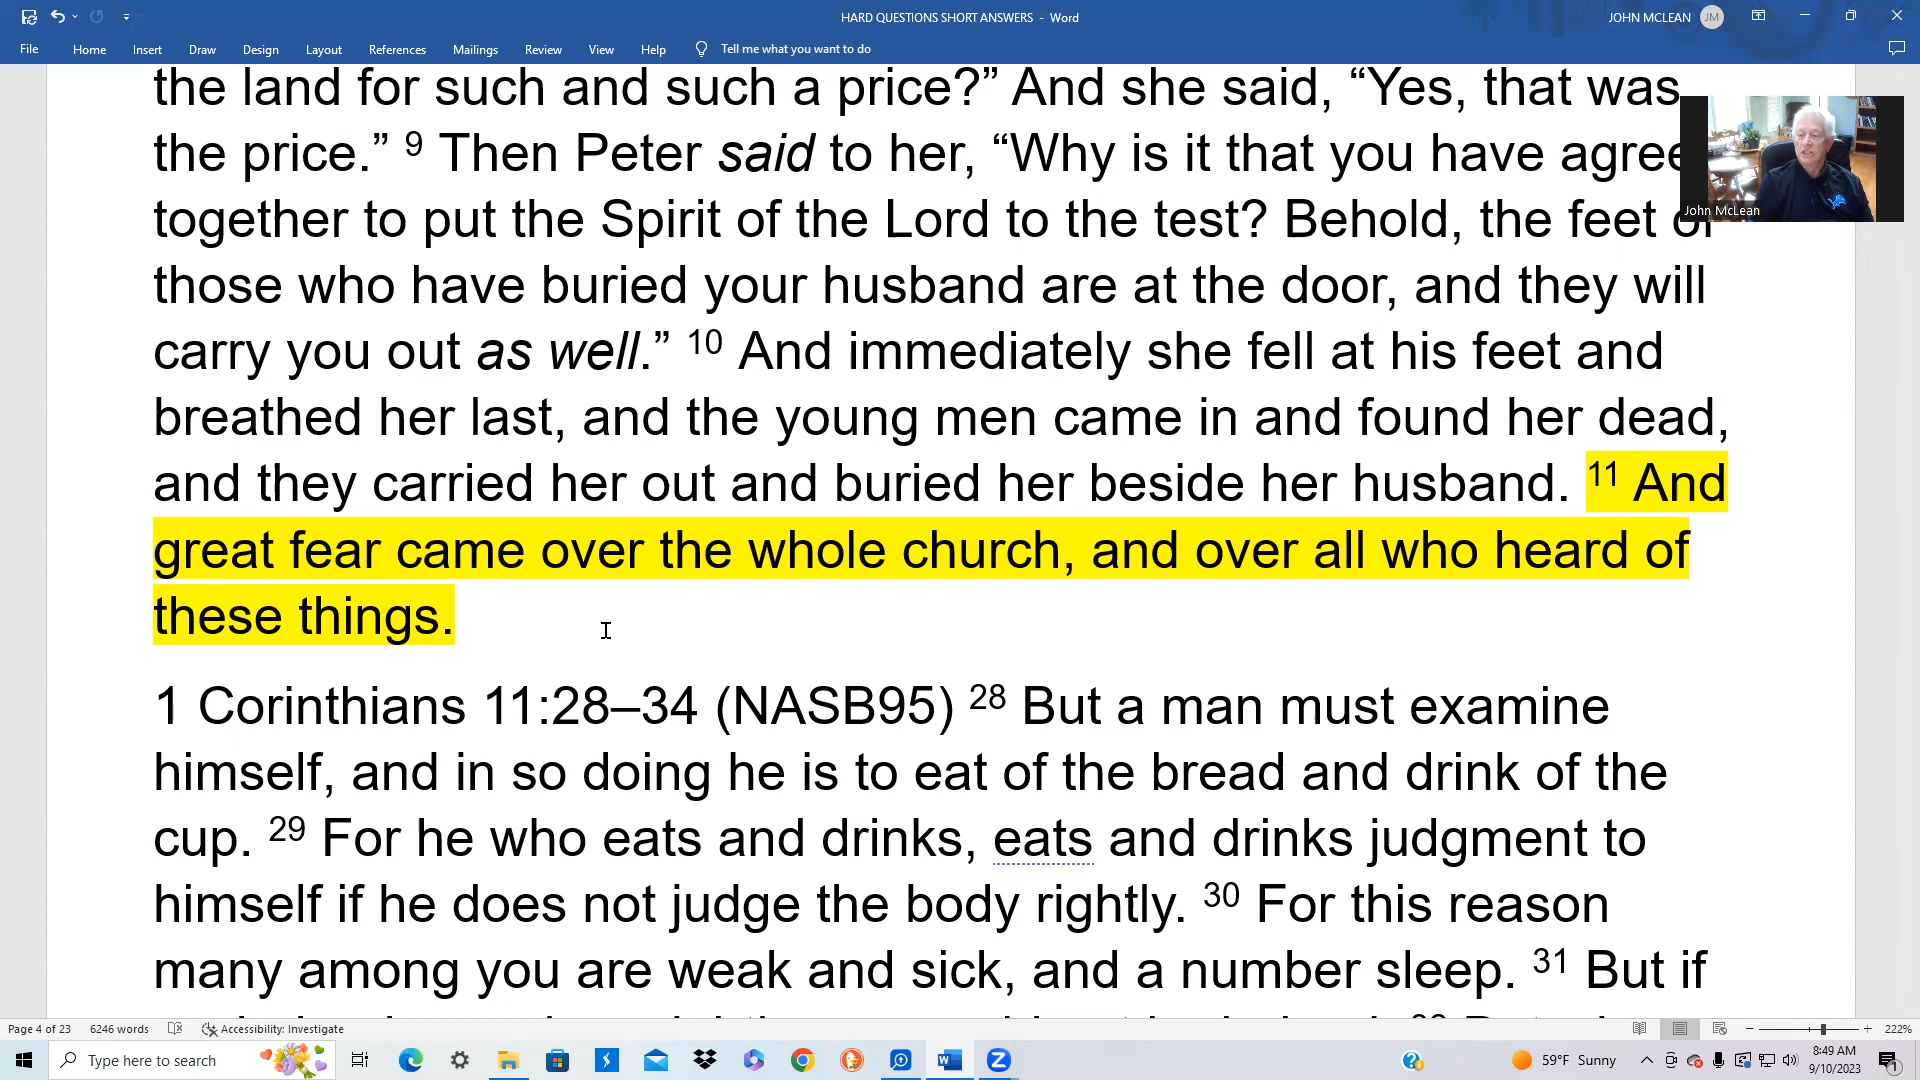 HARD QUESTIONS SHORT ANSWERS - Word
JOHN MCLEAN JM
File Home Insert Draw Design Layout References Mailings Review View Help Tell me what you want to do
the land for such and such a price?” And she said, “Yes, that was
the price.” 9 Then Peter said to her, “Why is it that you have agree
together to put the Spirit of the Lord to the test? Behold, the feet of
those who have buried your husband are at the door, and they will
carry you out as well.” 10 And immediately she fell at his feet and
breathed her last, and the young men came in and found her dead,
and they carried her out and buried her beside her husband. 11 And
great fear came over the whole church, and over all who heard of
these things.
1 Corinthians 11:28–34 (NASB95) 28 But a man must examine
himself, and in so doing he is to eat of the bread and drink of the
cup. 29 For he who eats and drinks, eats and drinks judgment to
himself if he does not judge the body rightly. 30 For this reason
many among you are weak and sick, and a number sleep. 31 But if
John McLean
Page 4 of 23 6246 words Accessibility: Investigate 222%
Type here to search
59°F Sunny
8:49 AM
9/10/2023